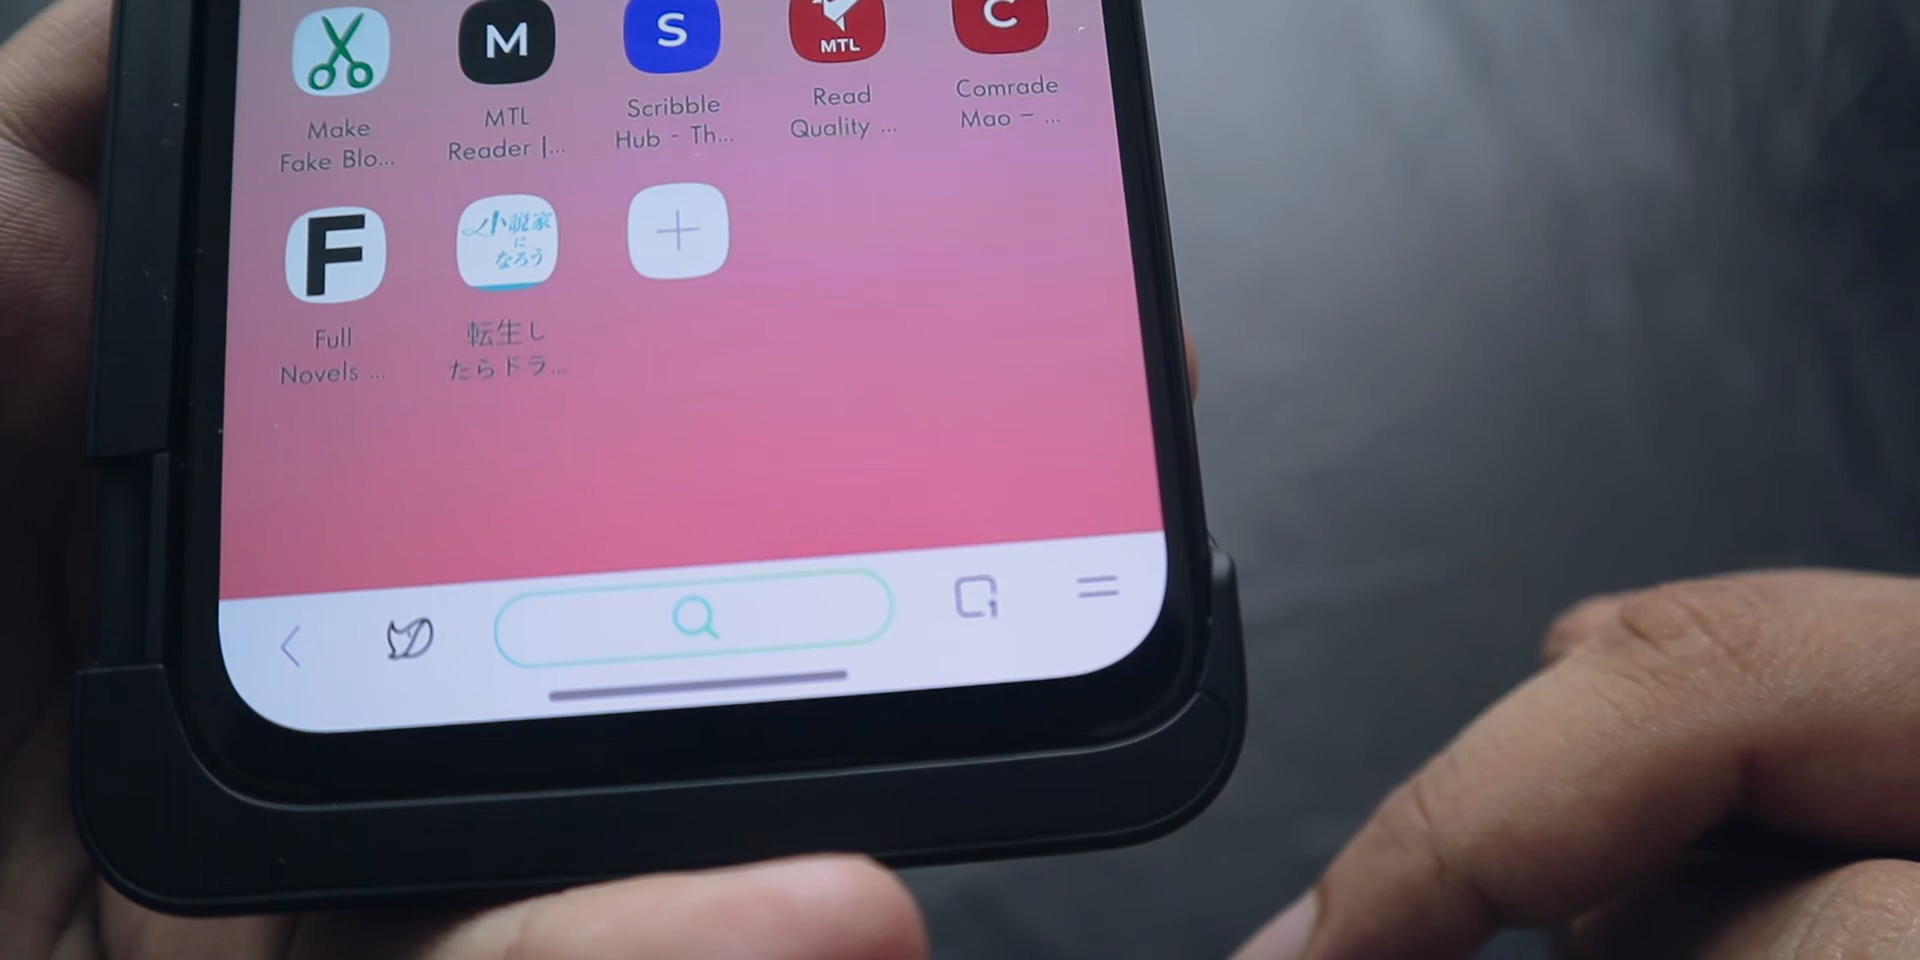 M
S
MTL
C
Make
Fake Blo...
MTL
Reader |...
Scribble
Hub - Th...
Read
Quality ...
Comrade
Mao – ...
F
小説家
に
なろう
Full
Novels ...
転生し
たらドラ...
1